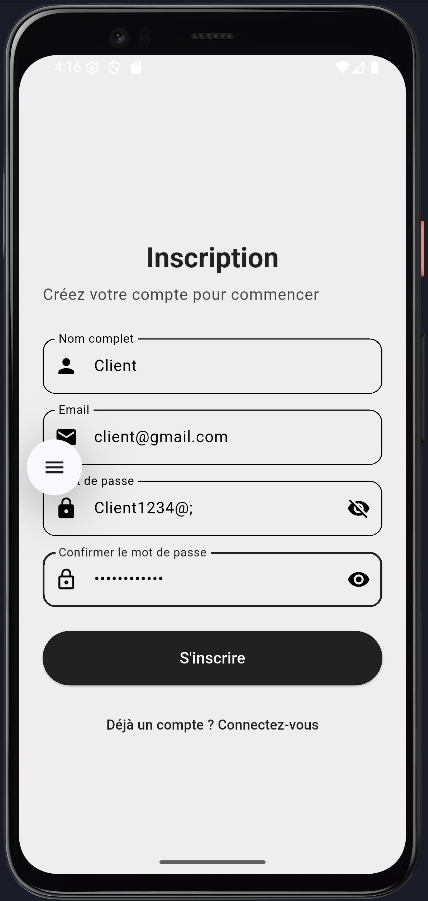 4:16
Inscription
Créez votre compte pour commencer
Nom complet
Client
Email
client@gmail.com
t de passe
Client1234@;
Confirmer le mot de passe
••••••••••••
S'inscrire
Déjà un compte ? Connectez-vous